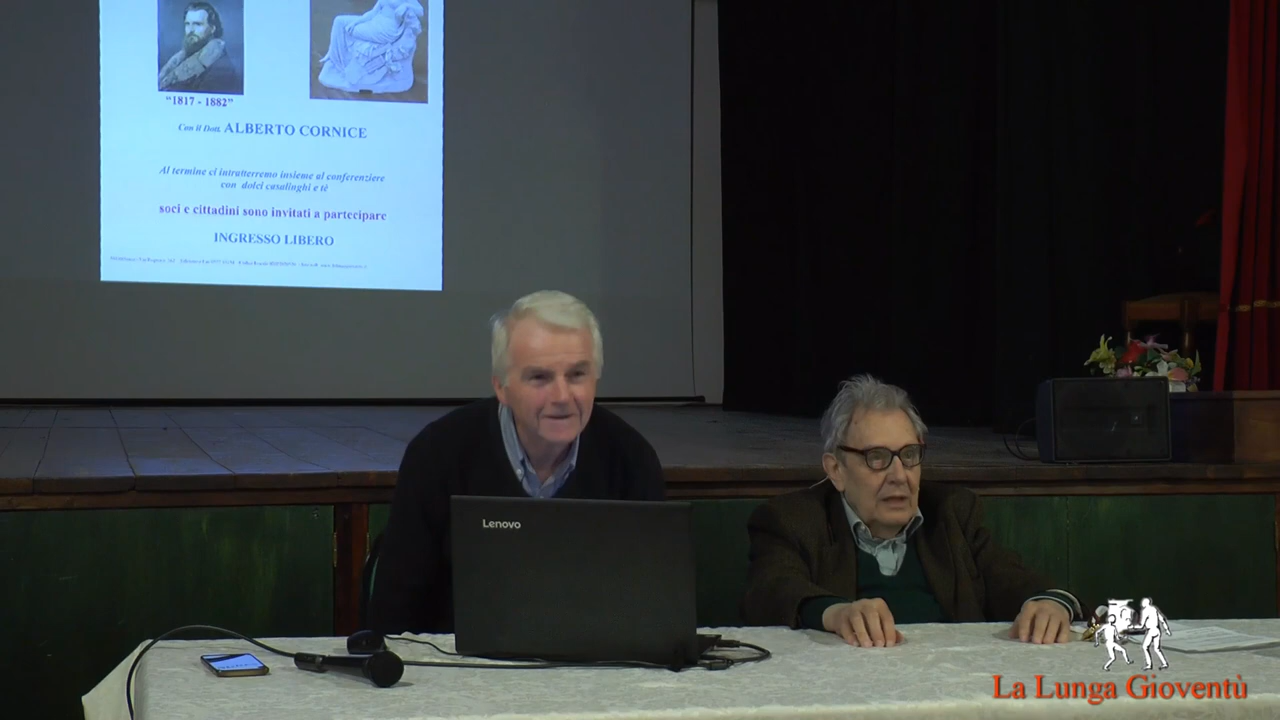 “1817 - 1882”
Con il Dott. ALBERTO CORNICE
Al termine ci intratterremo insieme al conferenziere
con dolci casalinghi e tè
soci e cittadini sono invitati a partecipare
INGRESSO LIBERO
Lenovo
La Lunga Gioventù